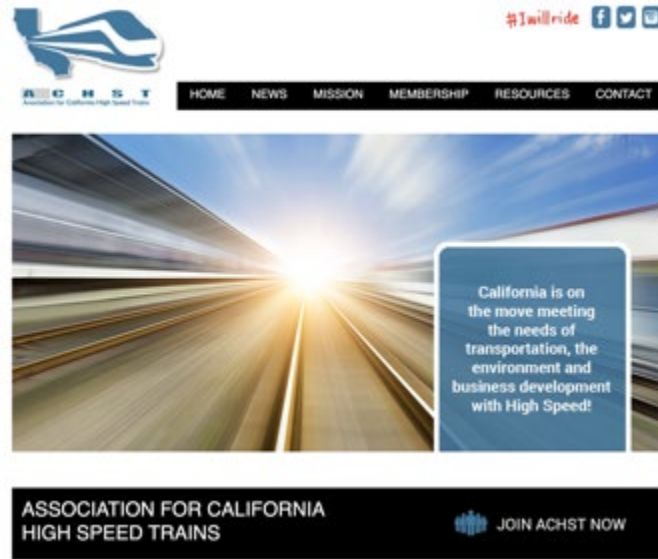 #Iwillride
ACHST
Association for California High Speed Trains
HOME NEWS MISSION MEMBERSHIP RESOURCES CONTACT
California is on
the move meeting
the needs of
transportation, the
environment and
business development
with High Speed!
ASSOCIATION FOR CALIFORNIA
HIGH SPEED TRAINS
JOIN ACHST NOW